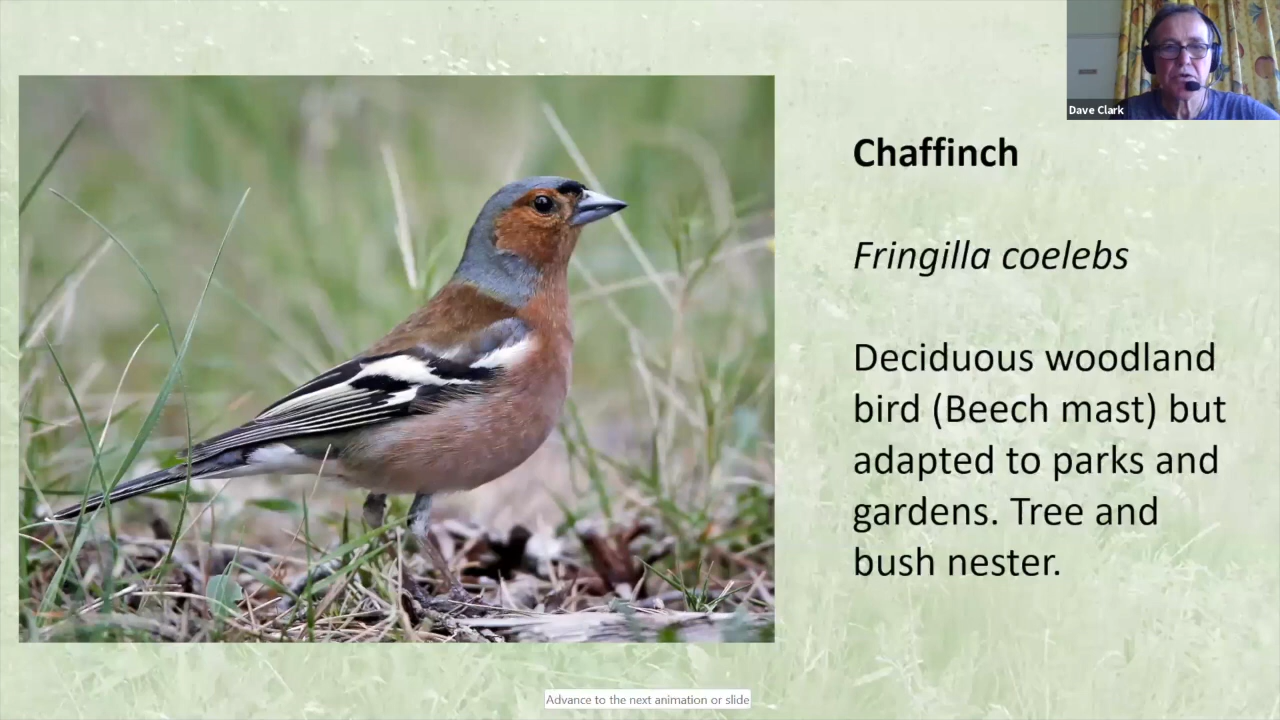 Dave Clark
Chaffinch
Fringilla coelebs
Deciduous woodland
bird (Beech mast) but
adapted to parks and
gardens. Tree and
bush nester.
Advance to the next animation or slide